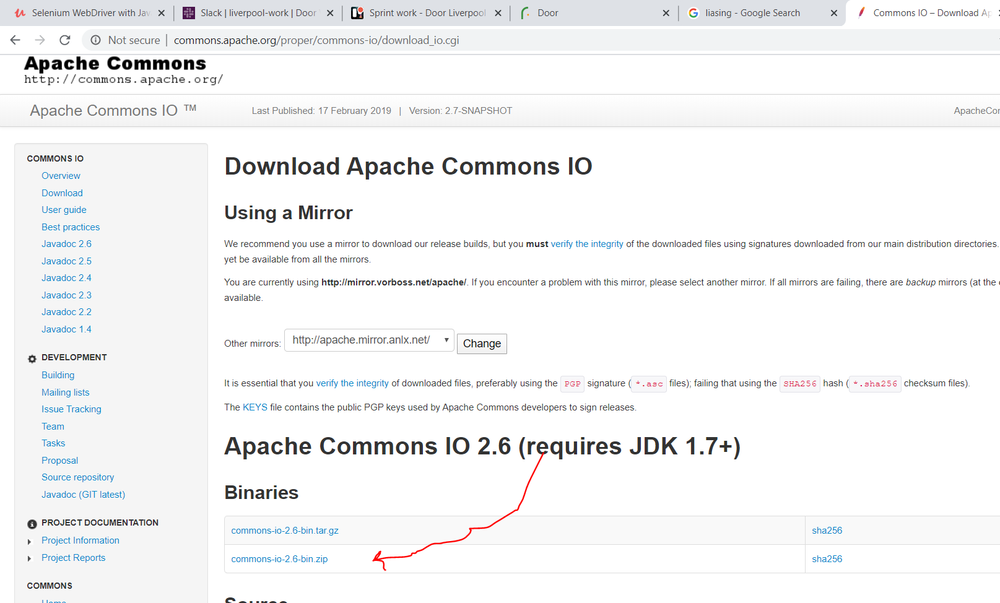 Selenium WebDriver with Jav
Slack | liverpool-work | Door
Sprint work - Door Liverpool
Door
liasing - Google Search
Commons IO – Download Ap
Not secure | commons.apache.org/proper/commons-io/download_io.cgi
Apache Commons
http://commons.apache.org/
Apache Commons IO ™
Last Published: 17 February 2019 | Version: 2.7-SNAPSHOT
ApacheCon
COMMONS IO
Overview
Download
User guide
Best practices
Javadoc 2.6
Javadoc 2.5
Javadoc 2.4
Javadoc 2.3
Javadoc 2.2
Javadoc 1.4
DEVELOPMENT
Building
Mailing lists
Issue Tracking
Team
Tasks
Proposal
Source repository
Javadoc (GIT latest)
PROJECT DOCUMENTATION
Project Information
Project Reports
COMMONS
Home
Download Apache Commons IO
Using a Mirror
We recommend you use a mirror to download our release builds, but you must verify the integrity of the downloaded files using signatures downloaded from our main distribution directories.
yet be available from all the mirrors.
You are currently using http://mirror.vorboss.net/apache/. If you encounter a problem with this mirror, please select another mirror. If all mirrors are failing, there are backup mirrors (at the
available.
Other mirrors: http://apache.mirror.anlx.net/ Change
It is essential that you verify the integrity of downloaded files, preferably using the PGP signature (*.asc files); failing that using the SHA256 hash (*.sha256 checksum files).
The KEYS file contains the public PGP keys used by Apache Commons developers to sign releases.
Apache Commons IO 2.6 (requires JDK 1.7+)
Binaries
commons-io-2.6-bin.tar.gz sha256
commons-io-2.6-bin.zip sha256
Source